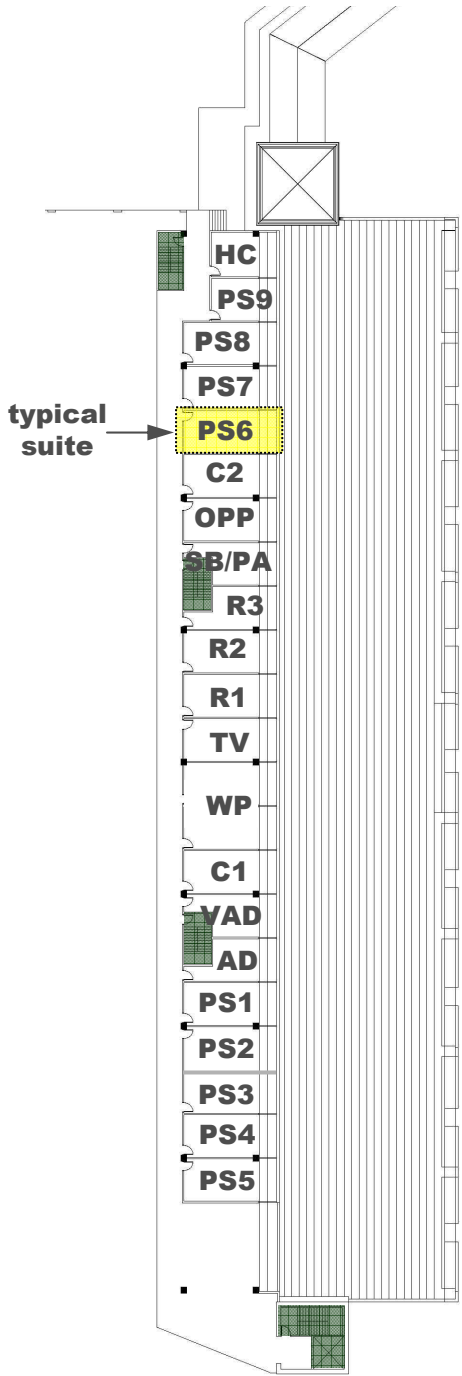 HC
PS9
PS8
PS7
typical
suite
PS6
C2
OPP
SB/PA
R3
R2
R1
TV
WP
C1
VAD
AD
PS1
PS2
PS3
PS4
PS5